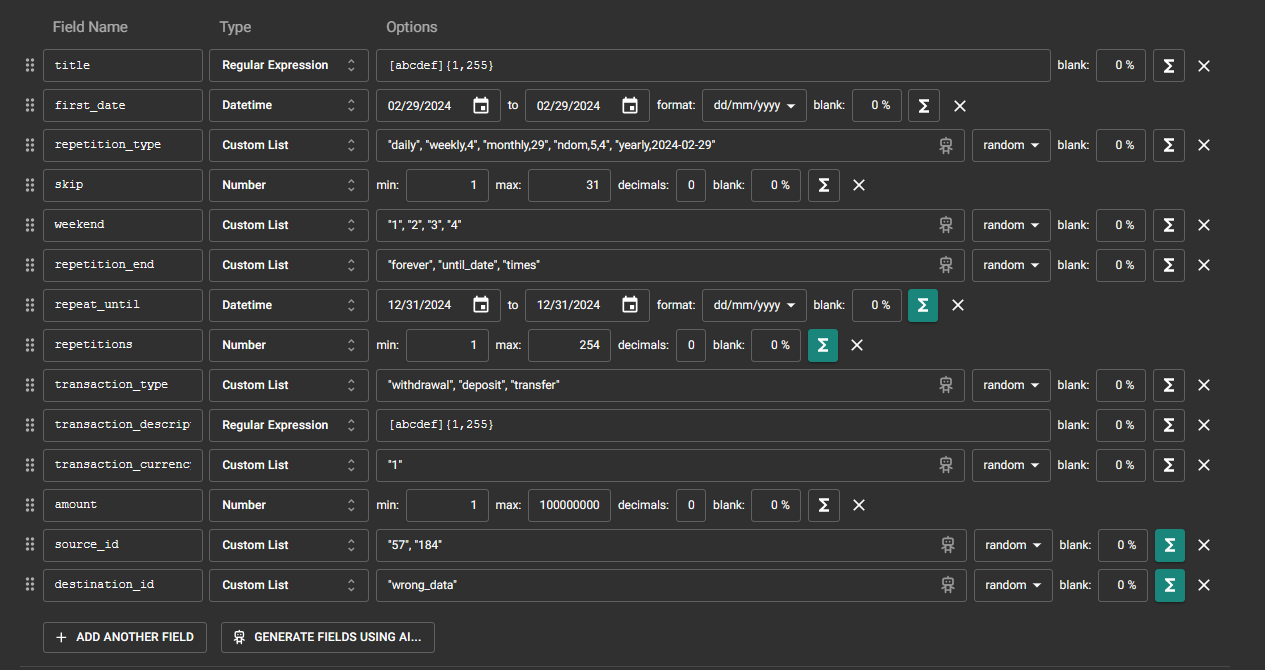 Field Name Type Options
title Regular Expression [abcdef]{1,255} blank: 0 % Σ
first_date Datetime 02/29/2024 to 02/29/2024 format: dd/mm/yyyy blank: 0 % Σ
repetition_type Custom List "daily", "weekly,4", "monthly,29", "ndom,5,4", "yearly,2024-02-29" random blank: 0 % Σ
skip Number min: 1 max: 31 decimals: 0 blank: 0 % Σ
weekend Custom List "1", "2", "3", "4" random blank: 0 % Σ
repetition_end Custom List "forever", "until_date", "times" random blank: 0 % Σ
repeat_until Datetime 12/31/2024 to 12/31/2024 format: dd/mm/yyyy blank: 0 % Σ
repetitions Number min: 1 max: 254 decimals: 0 blank: 0 % Σ
transaction_type Custom List "withdrawal", "deposit", "transfer" random blank: 0 % Σ
transaction_descrip Regular Expression [abcdef]{1,255} blank: 0 % Σ
transaction_currenc Custom List "1" random blank: 0 % Σ
amount Number min: 1 max: 100000000 decimals: 0 blank: 0 % Σ
source_id Custom List "57", "184" random blank: 0 % Σ
destination_id Custom List "wrong_data" random blank: 0 % Σ
+ ADD ANOTHER FIELD GENERATE FIELDS USING AI...